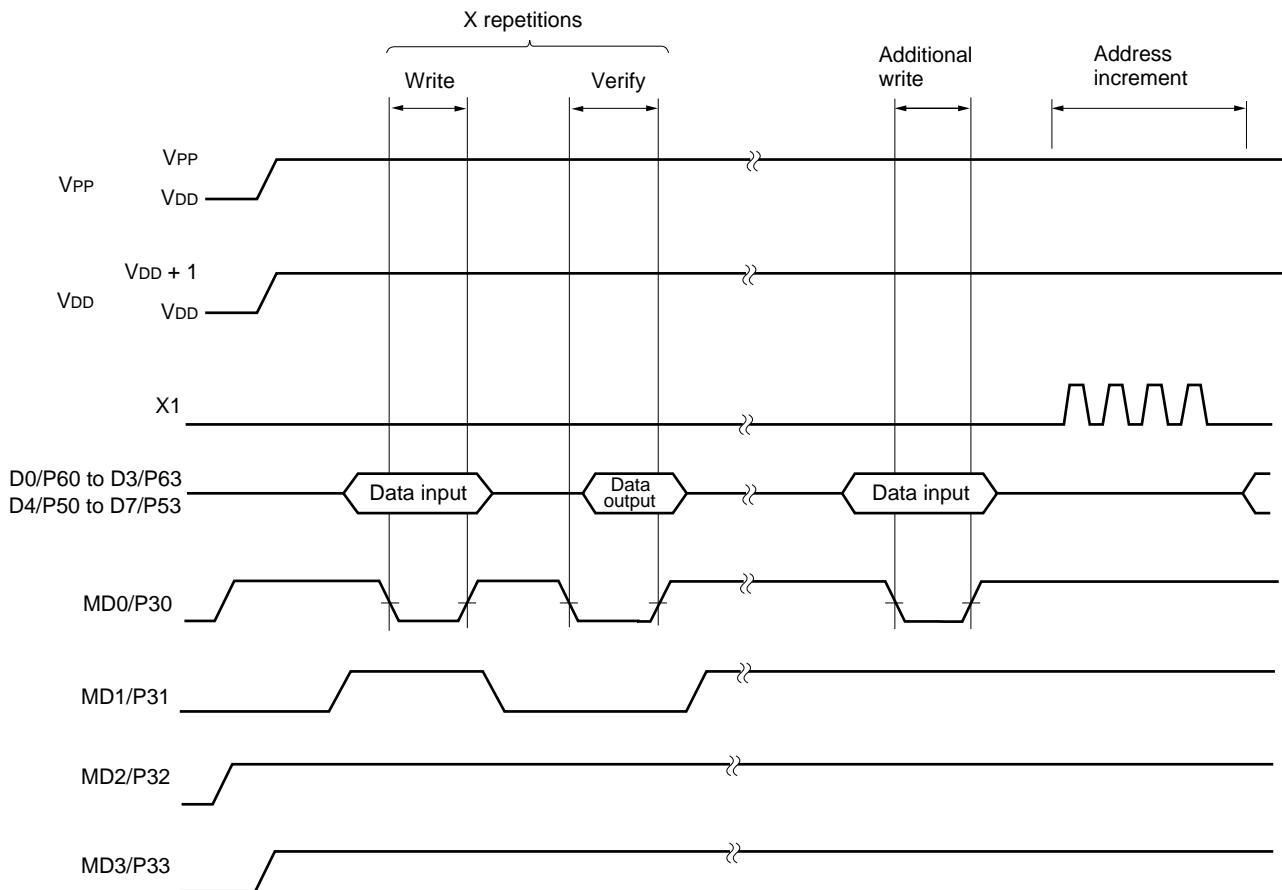 X repetitions
Write
Verify
Additional
write
Address
increment
VPP
VPP
VDD
VDD + 1
VDD
VDD
X1
D0/P60 to D3/P63
D4/P50 to D7/P53
Data input
Data
output
Data input
MD0/P30
MD1/P31
MD2/P32
MD3/P33